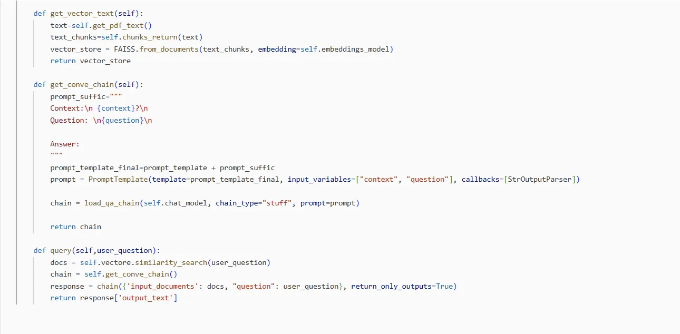 def get_vector_text(self):
text=self.get_pdf_text()
text_chunks=self.chunks_return(text)
vector_store = FAISS.from_documents(text_chunks, embedding=self.embeddings_model)
return vector_store
def get_conve_chain(self):
prompt_suffic="""
Context:\n {context}?\n
Question: \n{question}\n
Answer:
"""
prompt_template_final=prompt_template + prompt_suffic
prompt = PromptTemplate(template=prompt_template_final, input_variables=["context", "question"], callbacks=[StrOutputParser])
chain = load_qa_chain(self.chat_model, chain_type="stuff", prompt=prompt)
return chain
def query(self,user_question):
docs = self.vectore.similarity_search(user_question)
chain = self.get_conve_chain()
response = chain({'input_documents': docs, "question": user_question}, return_only_outputs=True)
return response['output_text']